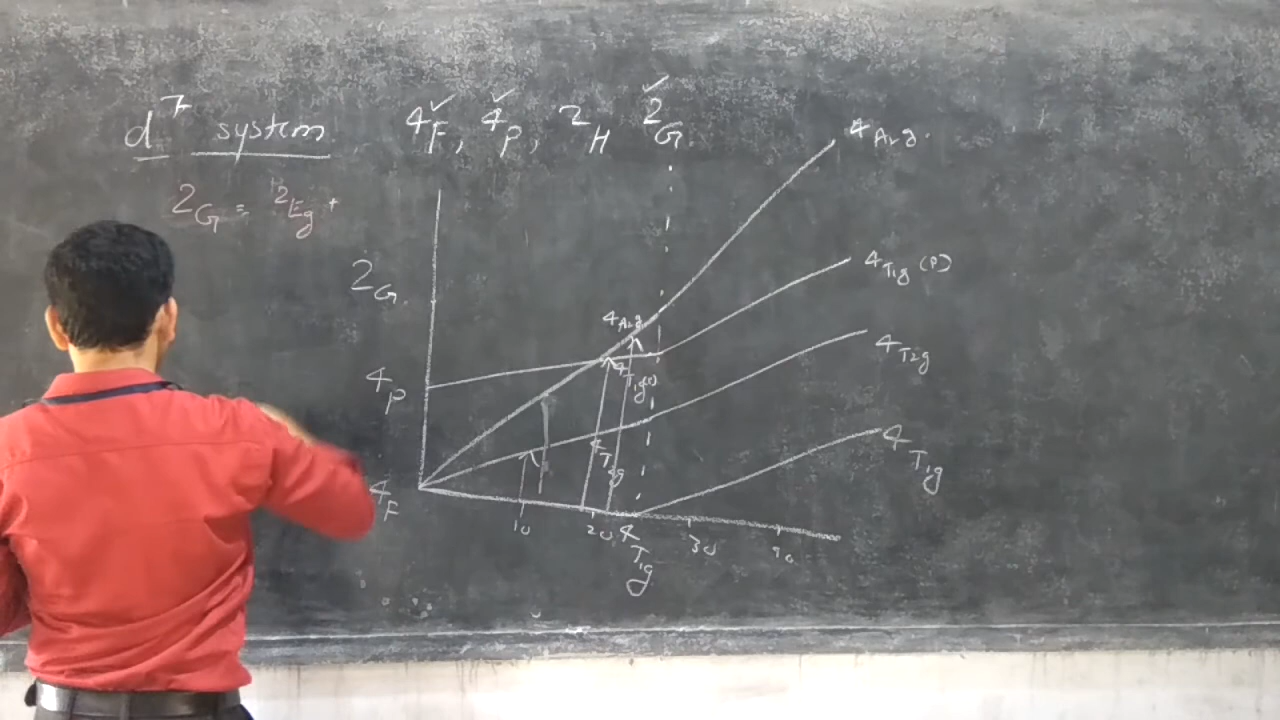 d⁷ system ⁴F, ⁴P, ²H ²G.
²G = ²Eg +
⁴A₂g.
²G.
⁴T₁g (P)
⁴A₂g
⁴T₂g
⁴P
⁴T₁g(P)
⁴T₁g
⁴T₂g
⁴F
10 20 30 40
⁴T₁g